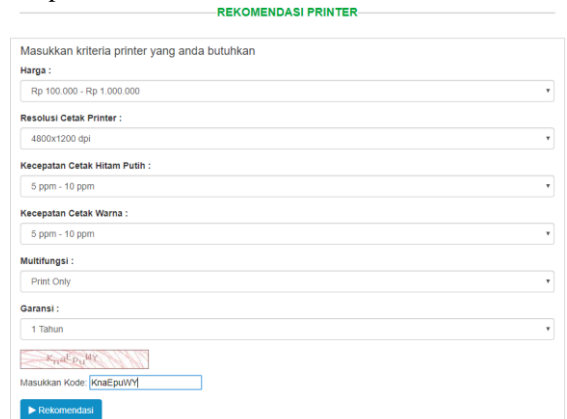 REKOMENDASI PRINTER
Masukkan kriteria printer yang anda butuhkan
Harga :
Rp 100.000 - Rp 1.000.000
Resolusi Cetak Printer :
4800x1200 dpi
Kecepatan Cetak Hitam Putih :
5 ppm - 10 ppm
Kecepatan Cetak Warna :
5 ppm - 10 ppm
Multifungsi :
Print Only
Garansi :
1 Tahun
KnaEpuWY
Masukkan Kode: KnaEpuWY
Rekomendasi